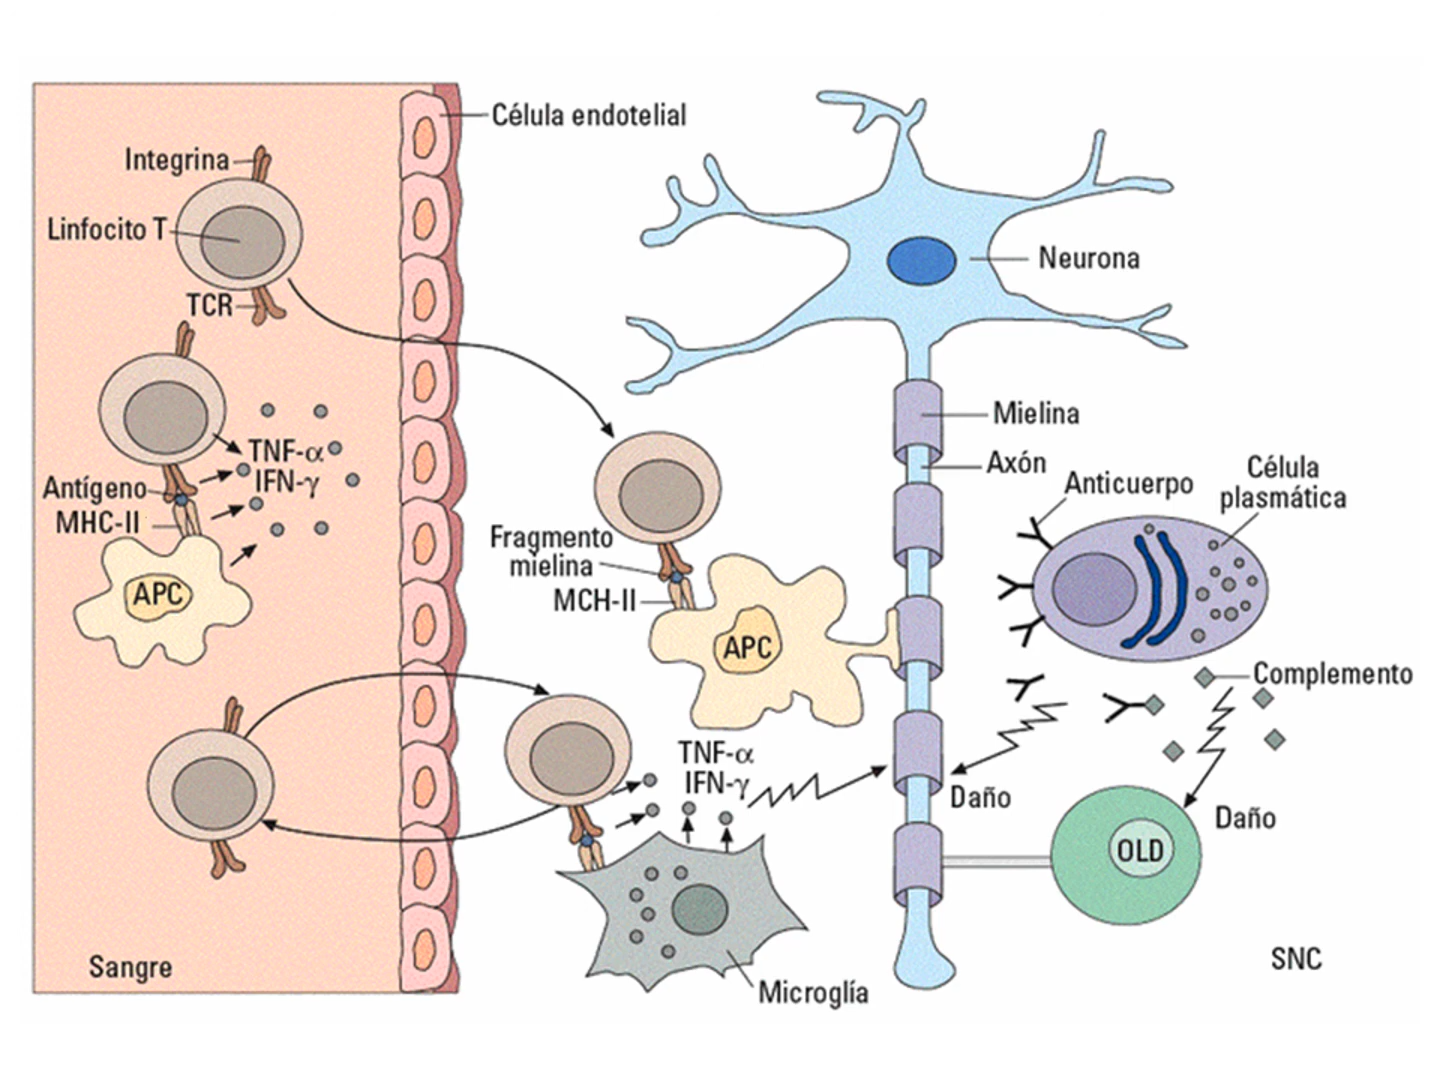 Célula endotelial
Integrina
Linfocito T
TCR
Neurona
TNF-α
IFN-γ
Antígeno
MHC-II
APC
Mielina
Axón
Anticuerpo
Célula
plasmática
Fragmento
mielina
MCH-II
APC
Complemento
TNF-α
IFN-γ
Daño
Daño
OLD
Sangre
Microglía
SNC